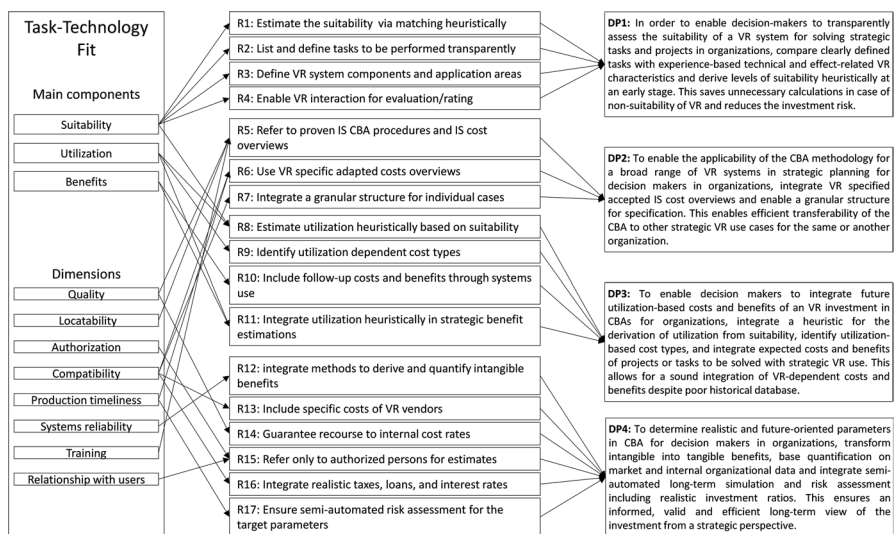 Task-Technology
Fit
Main components
Suitability
Utilization
Benefits
Dimensions
Quality
Locatability
Authorization
Compatibility
Production timeliness
Systems reliability
Training
Relationship with users
R1: Estimate the suitability via matching heuristically
R2: List and define tasks to be performed transparently
R3: Define VR system components and application areas
R4: Enable VR interaction for evaluation/rating
R5: Refer to proven IS CBA procedures and IS cost
overviews
R6: Use VR specific adapted costs overviews
R7: Integrate a granular structure for individual cases
R8: Estimate utilization heuristically based on suitability
R9: Identify utilization dependent cost types
R10: Include follow-up costs and benefits through systems
use
R11: Integrate utilization heuristically in strategic benefit
estimations
R12: integrate methods to derive and quantify intangible
benefits
R13: Include specific costs of VR vendors
R14: Guarantee recourse to internal cost rates
R15: Refer only to authorized persons for estimates
R16: Integrate realistic taxes, loans, and interest rates
R17: Ensure semi-automated risk assessment for the
target parameters
DP1: In order to enable decision-makers to transparently
assess the suitability of a VR system for solving strategic
tasks and projects in organizations, compare clearly defined
tasks with experience-based technical and effect-related VR
characteristics and derive levels of suitability heuristically at
an early stage. This saves unnecessary calculations in case of
non-suitability of VR and reduces the investment risk.
DP2: To enable the applicability of the CBA methodology for
a broad range of VR systems in strategic planning for
decision makers in organizations, integrate VR specified
accepted IS cost overviews and enable a granular structure
for specification. This enables efficient transferability of the
CBA to other strategic VR use cases for the same or another
organization.
DP3: To enable decision makers to integrate future
utilization-based costs and benefits of an VR investment in
CBAs for organizations, integrate a heuristic for the
derivation of utilization from suitability, identify utilization-
based cost types, and integrate expected costs and benefits
of projects or tasks to be solved with strategic VR use. This
allows for a sound integration of VR-dependent costs and
benefits despite poor historical database.
DP4: To determine realistic and future-oriented parameters
in CBA for decision makers in organizations, transform
intangible into tangible benefits, base quantification on
market and internal organizational data and integrate semi-
automated long-term simulation and risk assessment
including realistic investment ratios. This ensures an
informed, valid and efficient long-term view of the
investment from a strategic perspective.